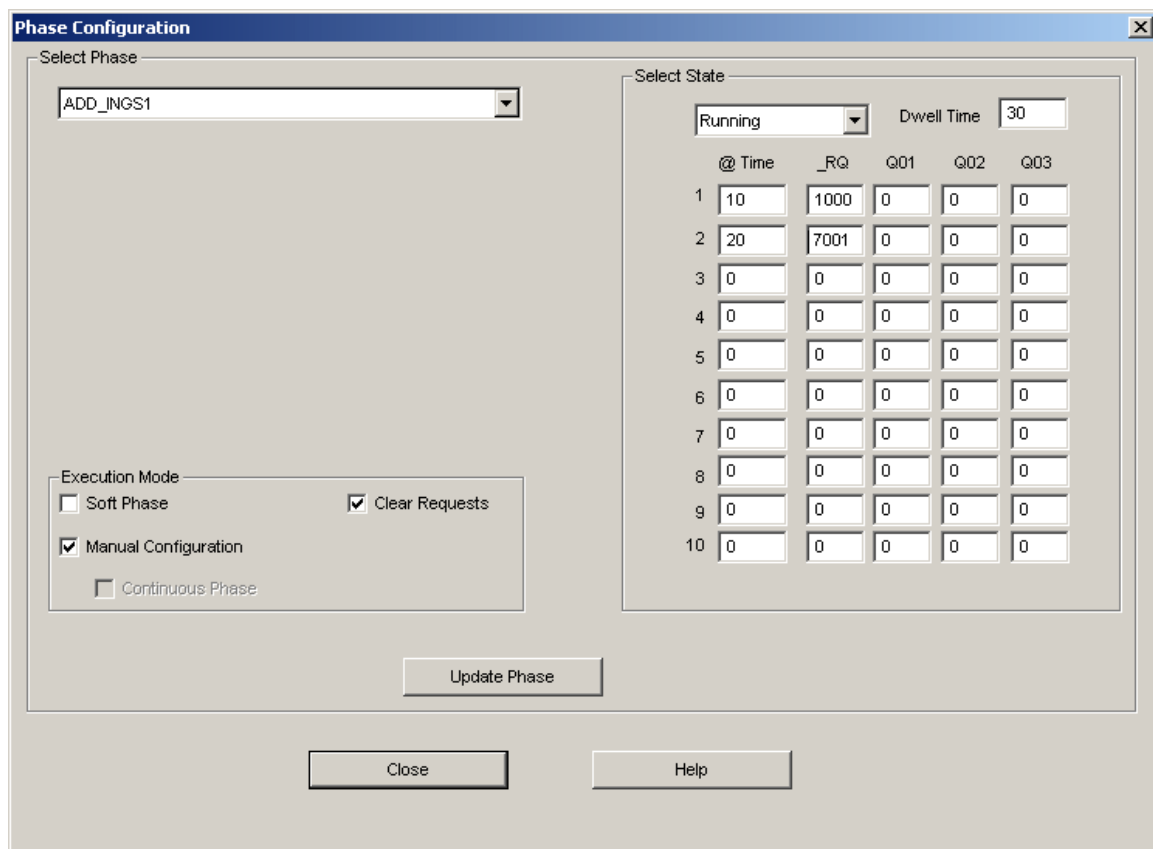 Phase Configuration
Select Phase
ADD_INGS1
Select State
Running Dwell Time 30
@ Time _RQ Q01 Q02 Q03
1 10 1000 0 0 0
2 20 7001 0 0 0
3 0 0 0 0 0
4 0 0 0 0 0
5 0 0 0 0 0
6 0 0 0 0 0
7 0 0 0 0 0
8 0 0 0 0 0
9 0 0 0 0 0
10 0 0 0 0 0
Execution Mode
Soft Phase Clear Requests
Manual Configuration
Continuous Phase
Update Phase
Close Help